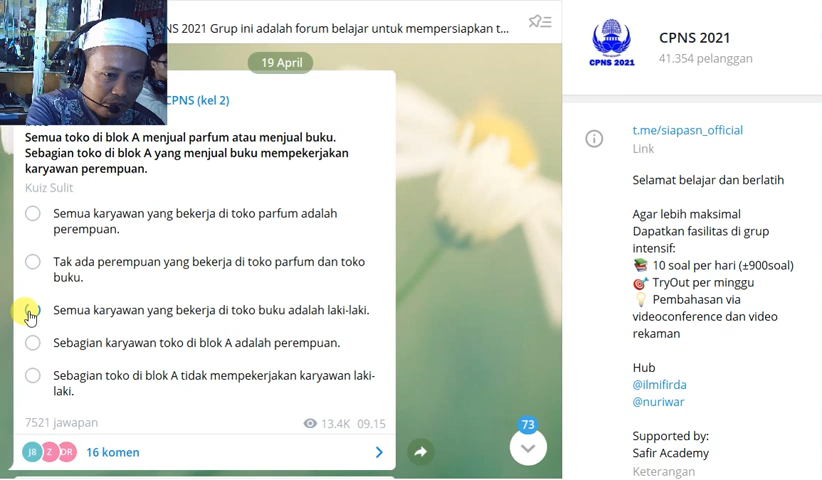 NS 2021 Grup ini adalah forum belajar untuk mempersiapkan t...
19 April
CPNS (kel 2)
Semua toko di blok A menjual parfum atau menjual buku.
Sebagian toko di blok A yang menjual buku mempekerjakan
karyawan perempuan.
Kuiz Sulit
Semua karyawan yang bekerja di toko parfum adalah
perempuan.
Tak ada perempuan yang bekerja di toko parfum dan toko
buku.
Semua karyawan yang bekerja di toko buku adalah laki-laki.
Sebagian karyawan toko di blok A adalah perempuan.
Sebagian toko di blok A tidak mempekerjakan karyawan laki-
laki.
7521 jawapan
13.4K 09.15
J8 Z DR 16 komen
73
CPNS 2021
CPNS 2021
41.354 pelanggan
t.me/siapasn_official
Link
Selamat belajar dan berlatih
Agar lebih maksimal
Dapatkan fasilitas di grup
intensif:
10 soal per hari (±900soal)
TryOut per minggu
Pembahasan via
videoconference dan video
rekaman
Hub
@ilmifirda
@nuriwar
Supported by:
Safir Academy
Keterangan